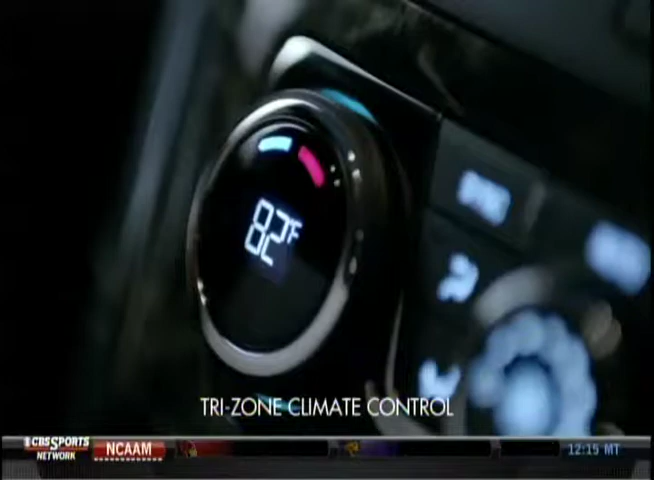 82°F
TRI-ZONE CLIMATE CONTROL
CBS SPORTS
NETWORK
NCAAM
12:15 MT